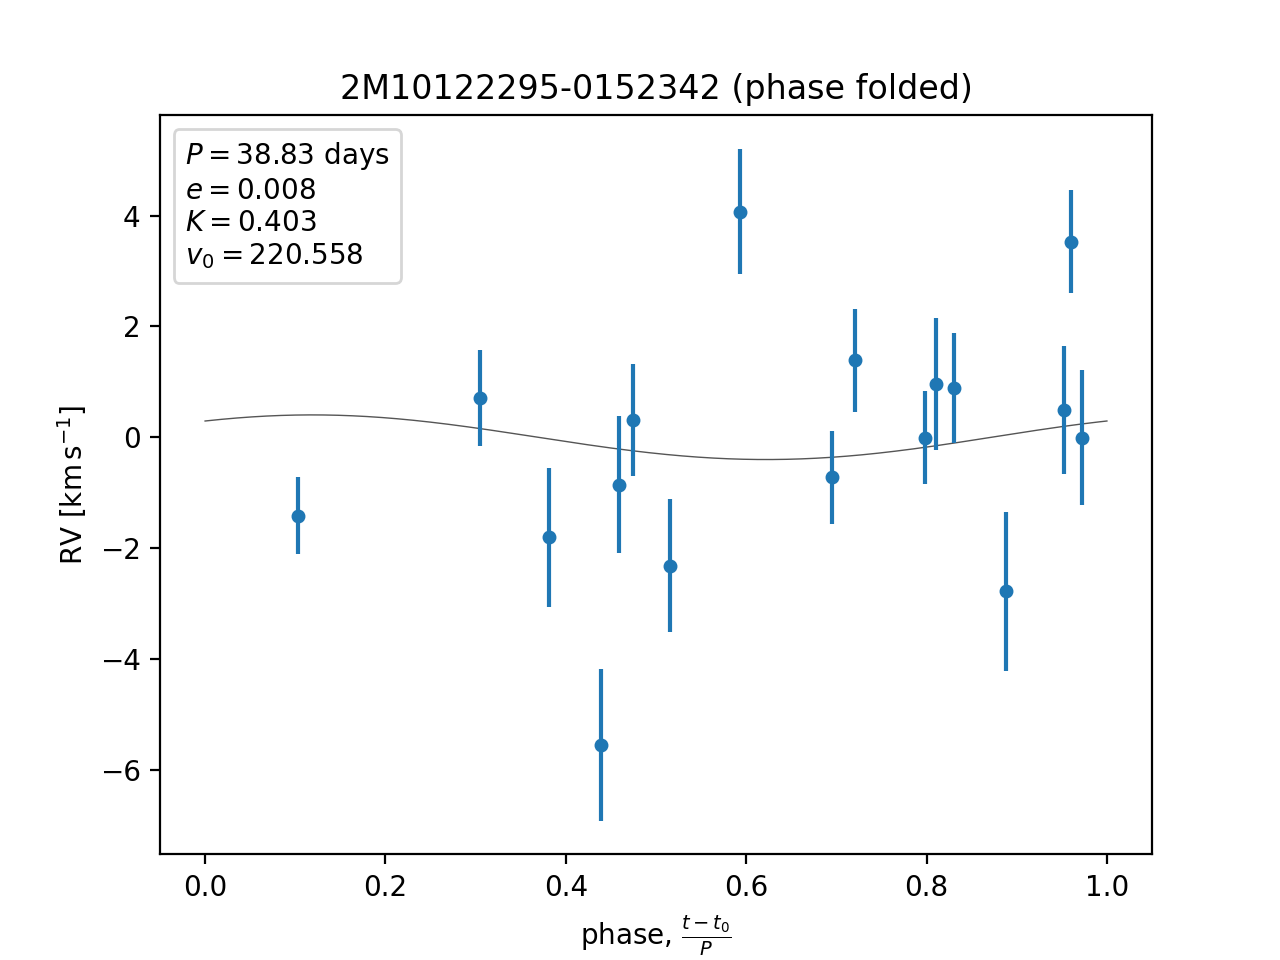 2M10122295-0152342 (phase folded)
P = 38.83 days
e = 0.008
K = 0.403
v₀ = 220.558
RV [km s⁻¹]
4
2
0
−2
−4
−6
0.0 0.2 0.4 0.6 0.8 1.0
phase, (t − t₀)/P